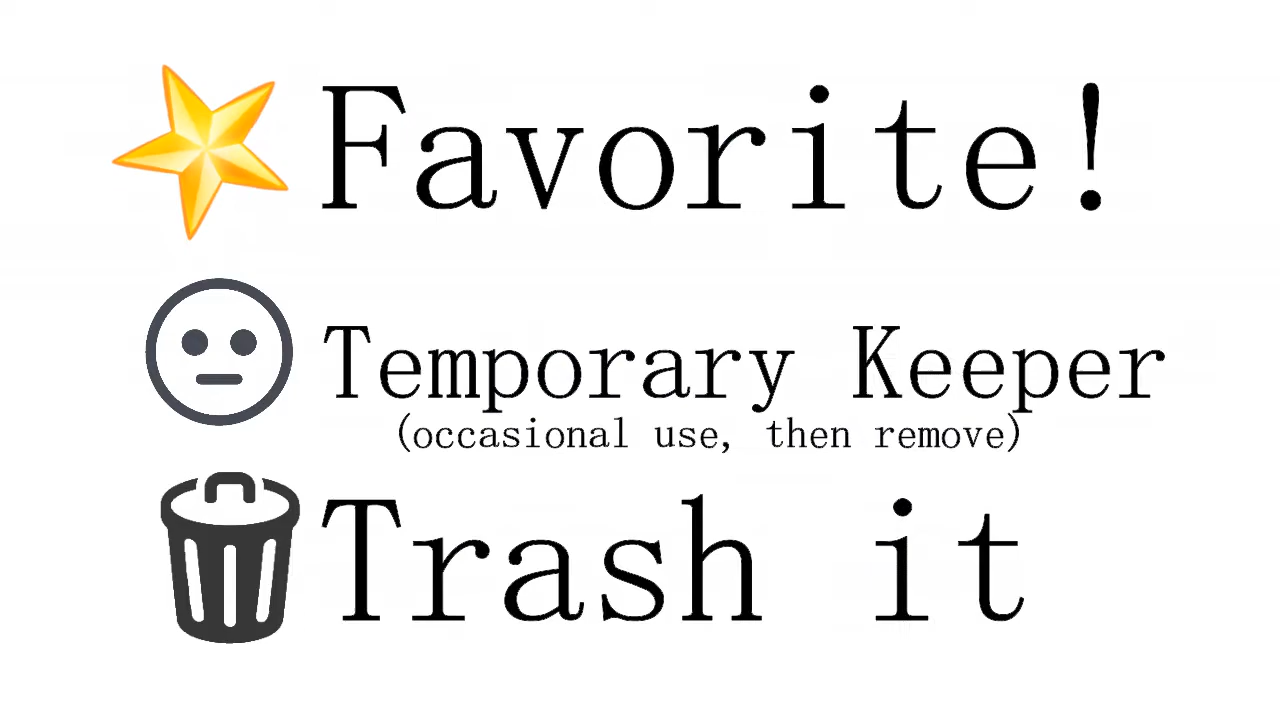 Favorite!
Temporary Keeper
(occasional use, then remove)
Trash it